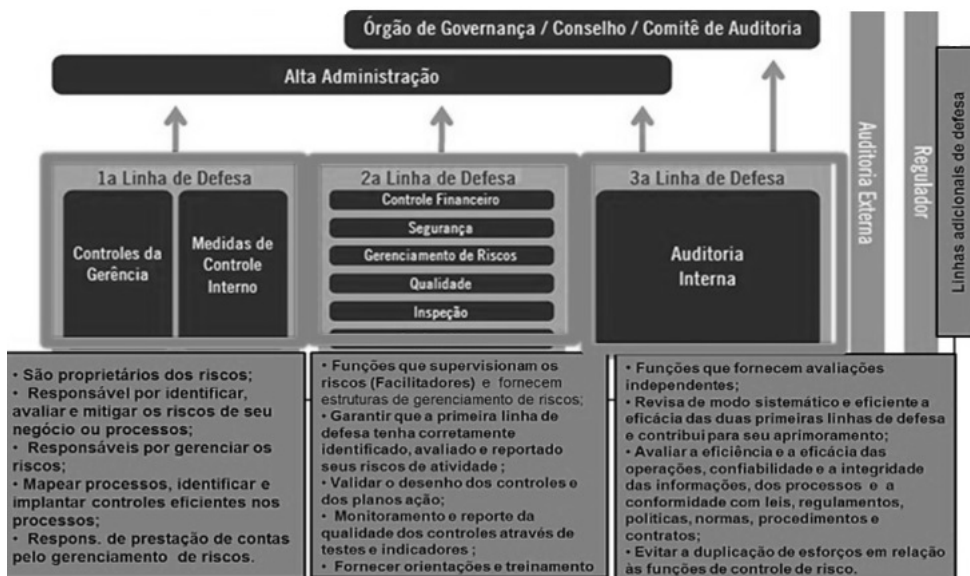 Órgão de Governança / Conselho / Comitê de Auditoria
Alta Administração
1a Linha de Defesa
Controles da
Gerência
Medidas de
Controle
Interno
2a Linha de Defesa
Controle Financeiro
Segurança
Gerenciamento de Riscos
Qualidade
Inspeção
3a Linha de Defesa
Auditoria
Interna
Auditoria Externa
Regulador
Linhas adicionais de defesa
• São proprietários dos riscos;
• Responsável por identificar,
avaliar e mitigar os riscos de seu
negócio ou processos;
• Responsáveis por gerenciar os
riscos;
• Mapear processos, identificar e
implantar controles eficientes nos
processos;
• Respons. de prestação de contas
pelo gerenciamento de riscos.
• Funções que supervisionam os
riscos (Facilitadores) e fornecem
estruturas de gerenciamento de riscos;
• Garantir que a primeira linha de
defesa tenha corretamente
identificado, avaliado e reportado
seus riscos de atividade ;
• Validar o desenho dos controles e
dos planos ação;
• Monitoramento e reporte da
qualidade dos controles através de
testes e indicadores ;
• Fornecer orientações e treinamento
• Funções que fornecem avaliações
independentes;
• Revisa de modo sistemático e eficiente a
eficácia das duas primeiras linhas de defesa
e contribui para seu aprimoramento;
• Avaliar a eficiência e a eficácia das
operações, confiabilidade e a integridade
das informações, dos processos e a
conformidade com leis, regulamentos,
políticas, normas, procedimentos e
contratos;
• Evitar a duplicação de esforços em relação
às funções de controle de risco.